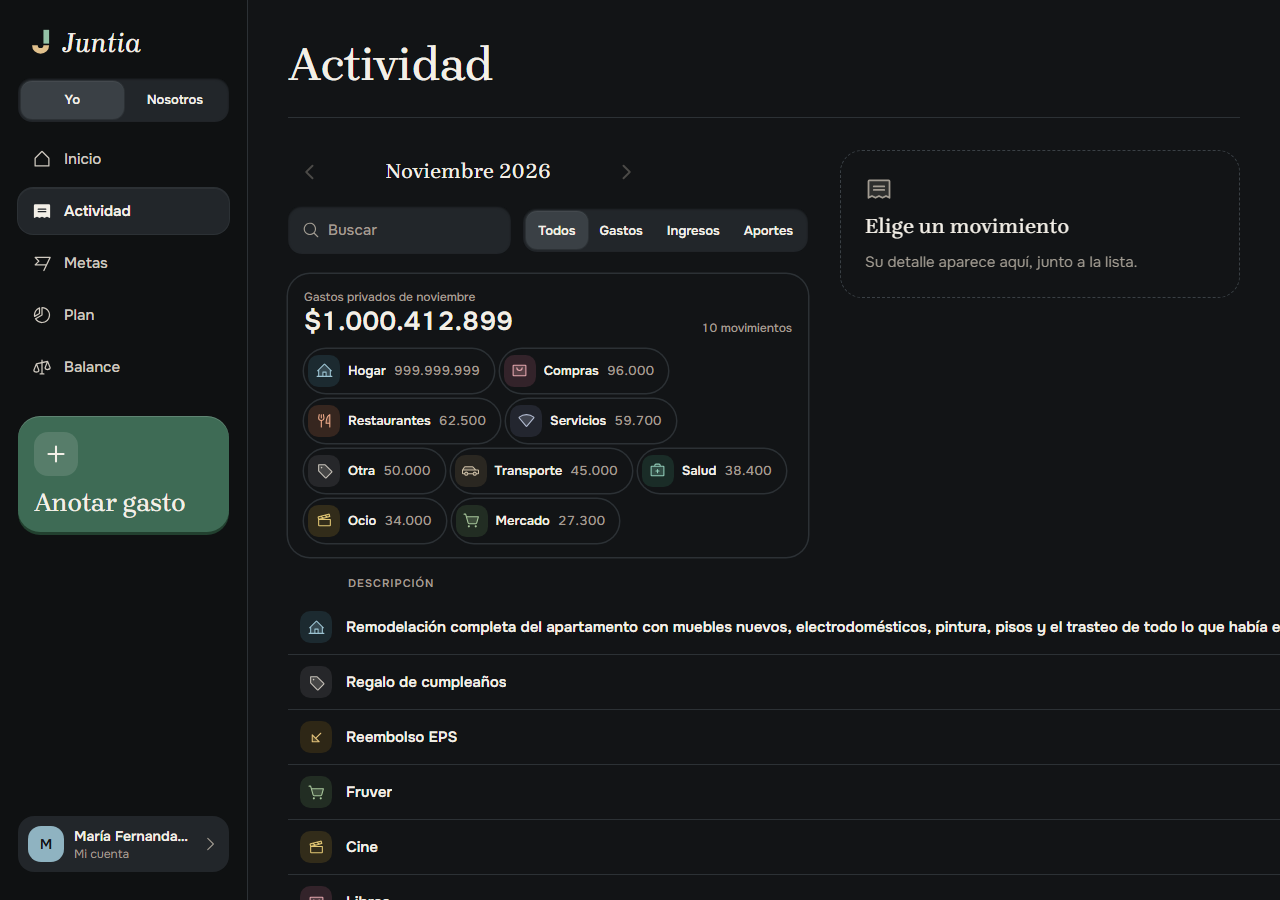 Juntia
Yo
Nosotros
Inicio
Actividad
Metas
Plan
Balance
Anotar gasto
M
María Fernanda...
Mi cuenta
Actividad
Noviembre 2026
Buscar
Todos
Gastos
Ingresos
Aportes
Gastos privados de noviembre
$1.000.412.899
10 movimientos
Hogar 999.999.999
Compras 96.000
Restaurantes 62.500
Servicios 59.700
Otra 50.000
Transporte 45.000
Salud 38.400
Ocio 34.000
Mercado 27.300
DESCRIPCIÓN
Remodelación completa del apartamento con muebles nuevos, electrodomésticos, pintura, pisos y el trasteo de todo lo que había
Regalo de cumpleaños
Reembolso EPS
Fruver
Cine
Elige un movimiento
Su detalle aparece aquí, junto a la lista.